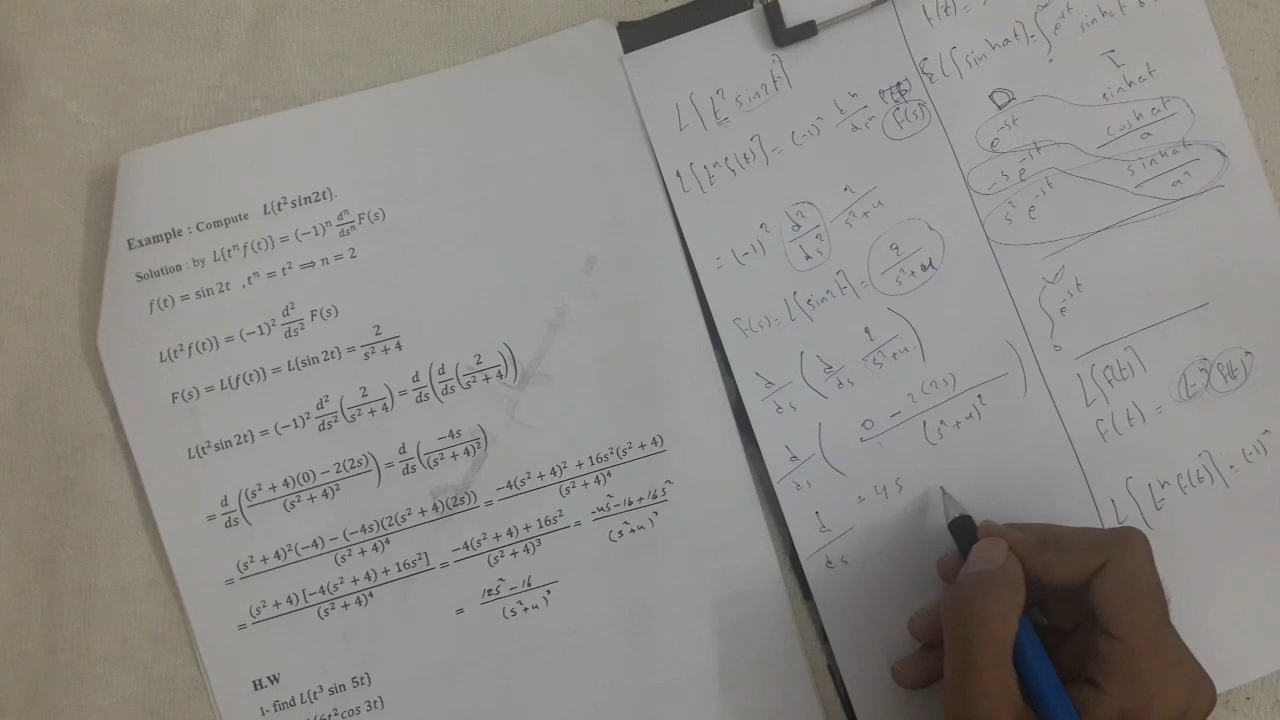 Example : Compute L{t²sin2t}.
Solution : by L{tⁿ f(t)} = (-1)ⁿ dⁿ/dsⁿ F(s)
f(t) = sin 2t , tⁿ = t² ⇒ n = 2
L{t² f(t)} = (-1)² d²/ds² F(s)
F(s) = L{f(t)} = L{sin 2t} = 2/(s² + 4)
L{t² sin 2t} = (-1)² d²/ds² (2/(s² + 4)) = d/ds (d/ds (2/(s² + 4)))
= d/ds (((s² + 4)(0) - 2(2s))/(s² + 4)²) = d/ds (-4s/(s² + 4)²)
= ((s² + 4)²(-4) - (-4s)(2(s² + 4)(2s)))/(s² + 4)⁴ = (-4(s² + 4)² + 16s²(s² + 4))/(s² + 4)⁴
= ((s² + 4)[-4(s² + 4) + 16s²])/(s² + 4)⁴ = (-4(s² + 4) + 16s²)/(s² + 4)³ = (-4s² - 16 + 16s²)/(s² + 4)³
= (12s² - 16)/(s² + 4)³
H.W
1- find L{t³ sin 5t}
L{6t² cos 3t}
L{t² sin2t}
L{tⁿ f(t)} = (-1)ⁿ dⁿ/dsⁿ F(s)
= (-1)² d²/ds² 2/(s² + 4)
F(s) = L{sin2t} = 2/(s² + 4)
d/ds (d/ds 2/(s² + 4))
d/ds ((0 - 2(2s))/(s² + 4)²)
d/ds -4s
f(t) =
L{sinhat} = ∫ e^-st sinhat
D I
e^-st sinhat
-s e^-st coshat/a
s² e^-st sinhat/a²
∫ e^-st
L{f(t)}
f(t) = t³ f(t)
L{tⁿ f(t)} = (-1)ⁿ